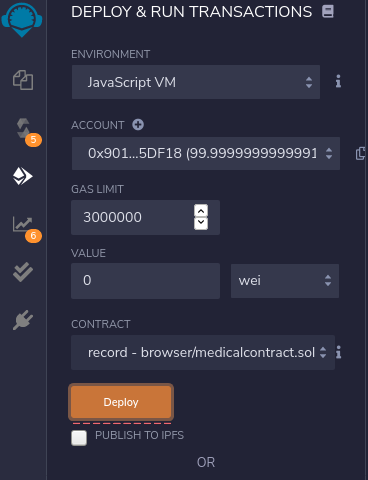 DEPLOY & RUN TRANSACTIONS
ENVIRONMENT
JavaScript VM
5
ACCOUNT
0x901...5DF18 (99.9999999999991
GAS LIMIT
3000000
6
VALUE
0 wei
CONTRACT
record - browser/medicalcontract.sol
Deploy
PUBLISH TO IPFS
OR